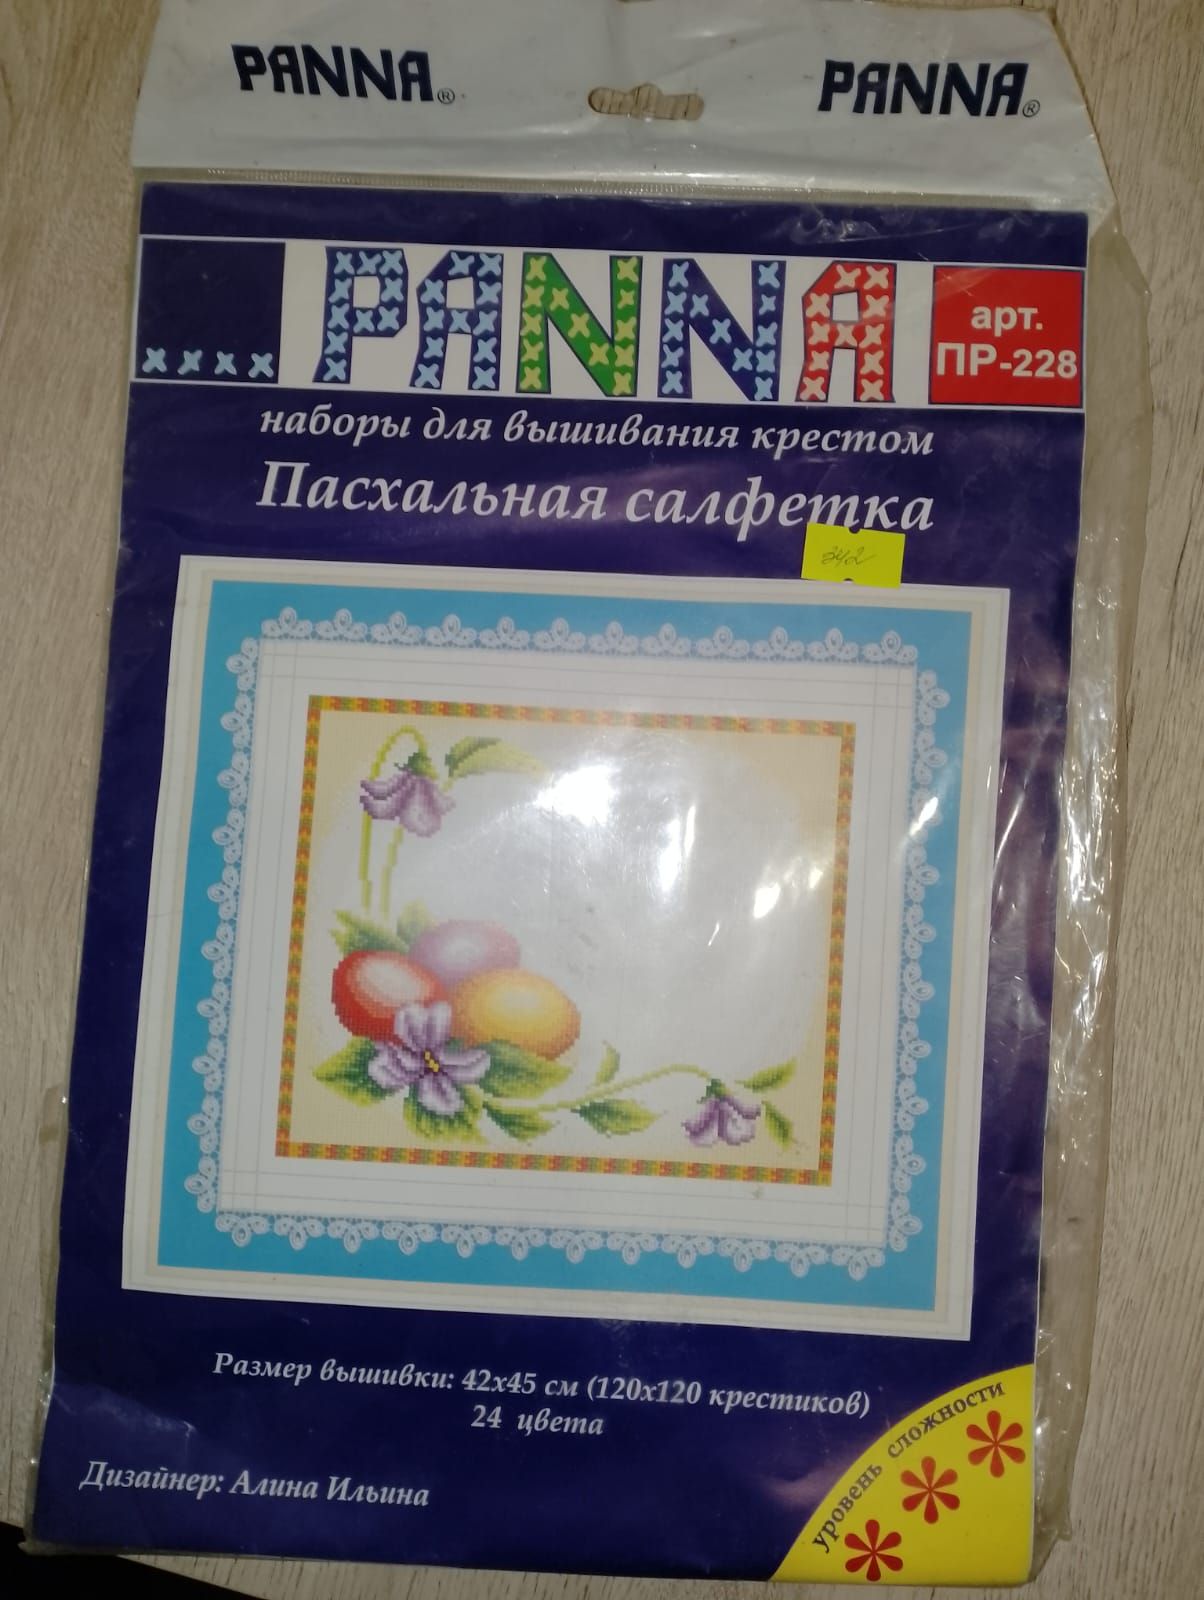 PANNA®
PANNA®
PANNA
арт.
ПР-228
наборы для вышивания крестом
Пасхальная салфетка
342
Размер вышивки: 42х45 см (120х120 крестиков)
24 цвета
Дизайнер: Алина Ильина
уровень сложности